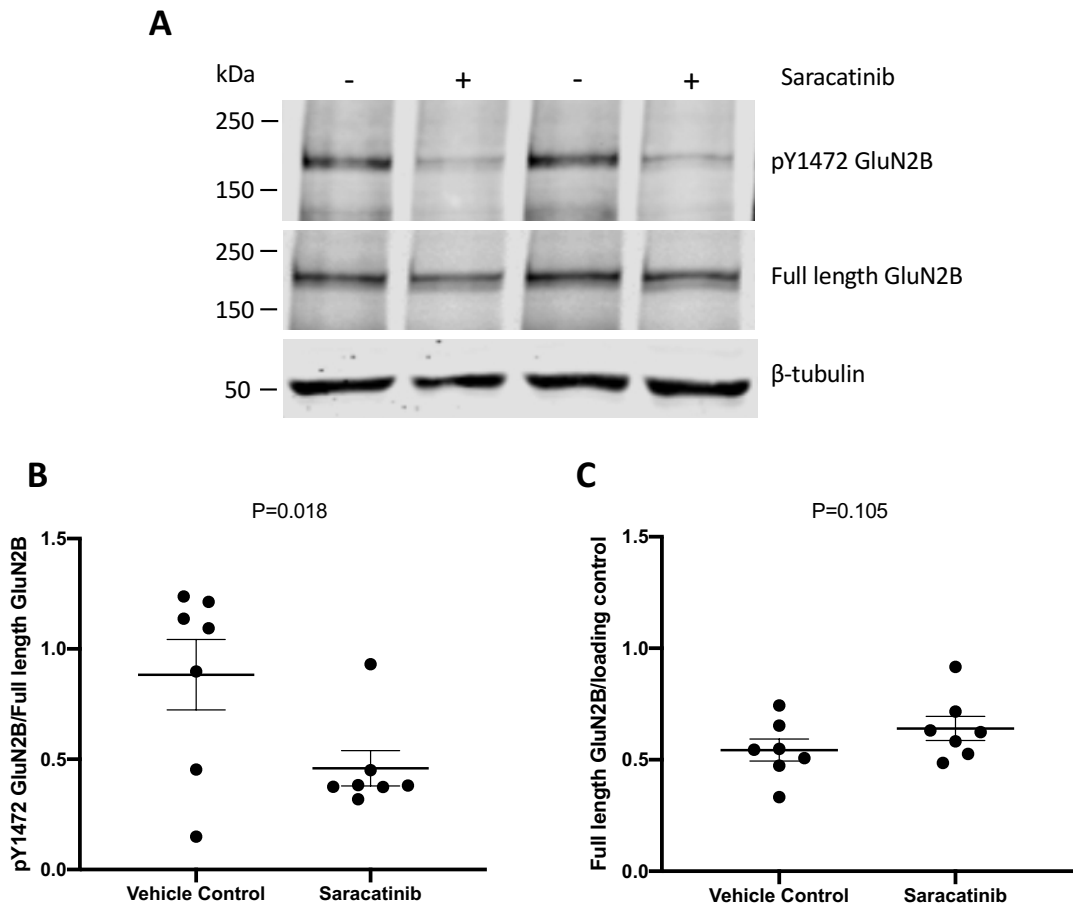 A
kDa - + - + Saracatinib
250
pY1472 GluN2B
150
250
Full length GluN2B
150
β-tubulin
50
B
P=0.018
pY1472 GluN2B/Full length GluN2B
1.5
1.0
0.5
0.0
Vehicle Control Saracatinib
C
P=0.105
Full length GluN2B/loading control
1.5
1.0
0.5
0.0
Vehicle Control Saracatinib